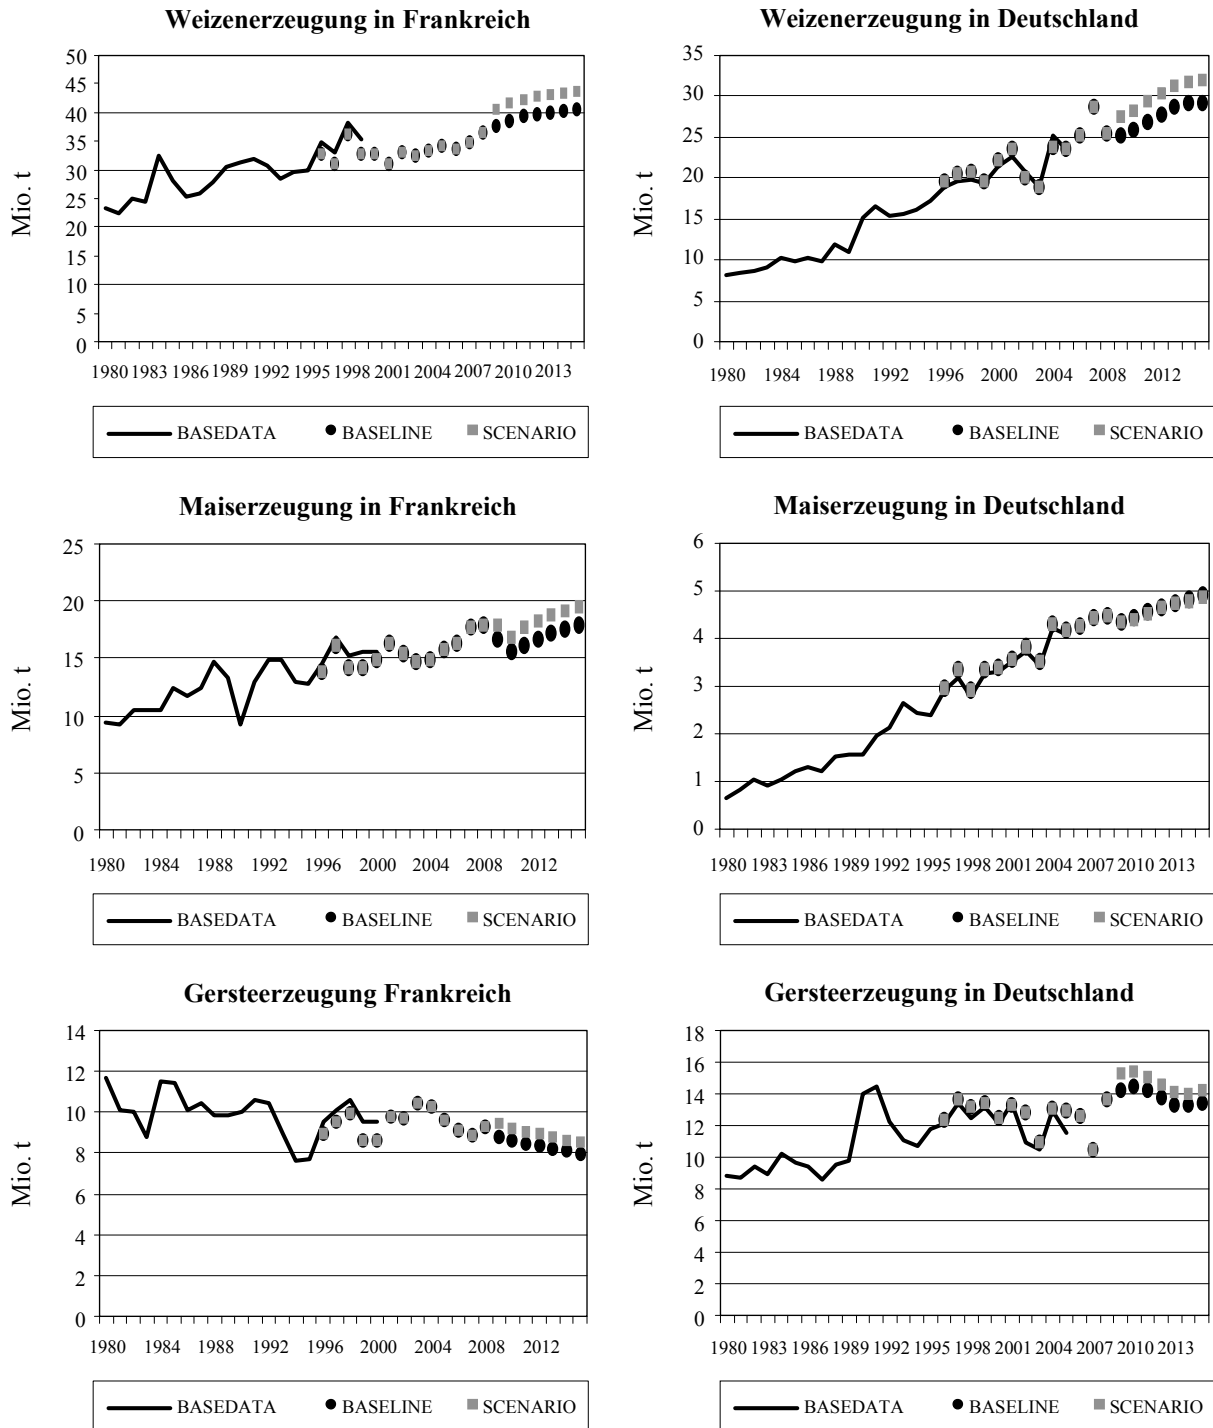 Weizenerzeugung in Frankreich
Mio. t
50
45
40
35
30
25
20
15
10
5
0
1980 1983 1986 1989 1992 1995 1998 2001 2004 2007 2010 2013
BASEDATA BASELINE SCENARIO
Weizenerzeugung in Deutschland
Mio. t
35
30
25
20
15
10
5
0
1980 1984 1988 1992 1996 2000 2004 2008 2012
BASEDATA BASELINE SCENARIO
Maiserzeugung in Frankreich
Mio. t
25
20
15
10
5
0
1980 1984 1988 1992 1996 2000 2004 2008 2012
BASEDATA BASELINE SCENARIO
Maiserzeugung in Deutschland
Mio. t
6
5
4
3
2
1
0
1980 1983 1986 1989 1992 1995 1998 2001 2004 2007 2010 2013
BASEDATA BASELINE SCENARIO
Gersteerzeugung Frankreich
Mio. t
14
12
10
8
6
4
2
0
1980 1984 1988 1992 1996 2000 2004 2008 2012
BASEDATA BASELINE SCENARIO
Gersteerzeugung in Deutschland
Mio. t
18
16
14
12
10
8
6
4
2
0
1980 1983 1986 1989 1992 1995 1998 2001 2004 2007 2010 2013
BASEDATA BASELINE SCENARIO